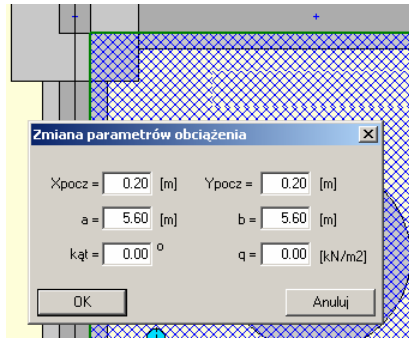 Zmiana parametrów obciążenia
Xpocz = 0.20 [m] Ypocz = 0.20 [m]
a = 5.60 [m] b = 5.60 [m]
kąt = 0.00 o q = 0.00 [kN/m2]
OK Anuluj